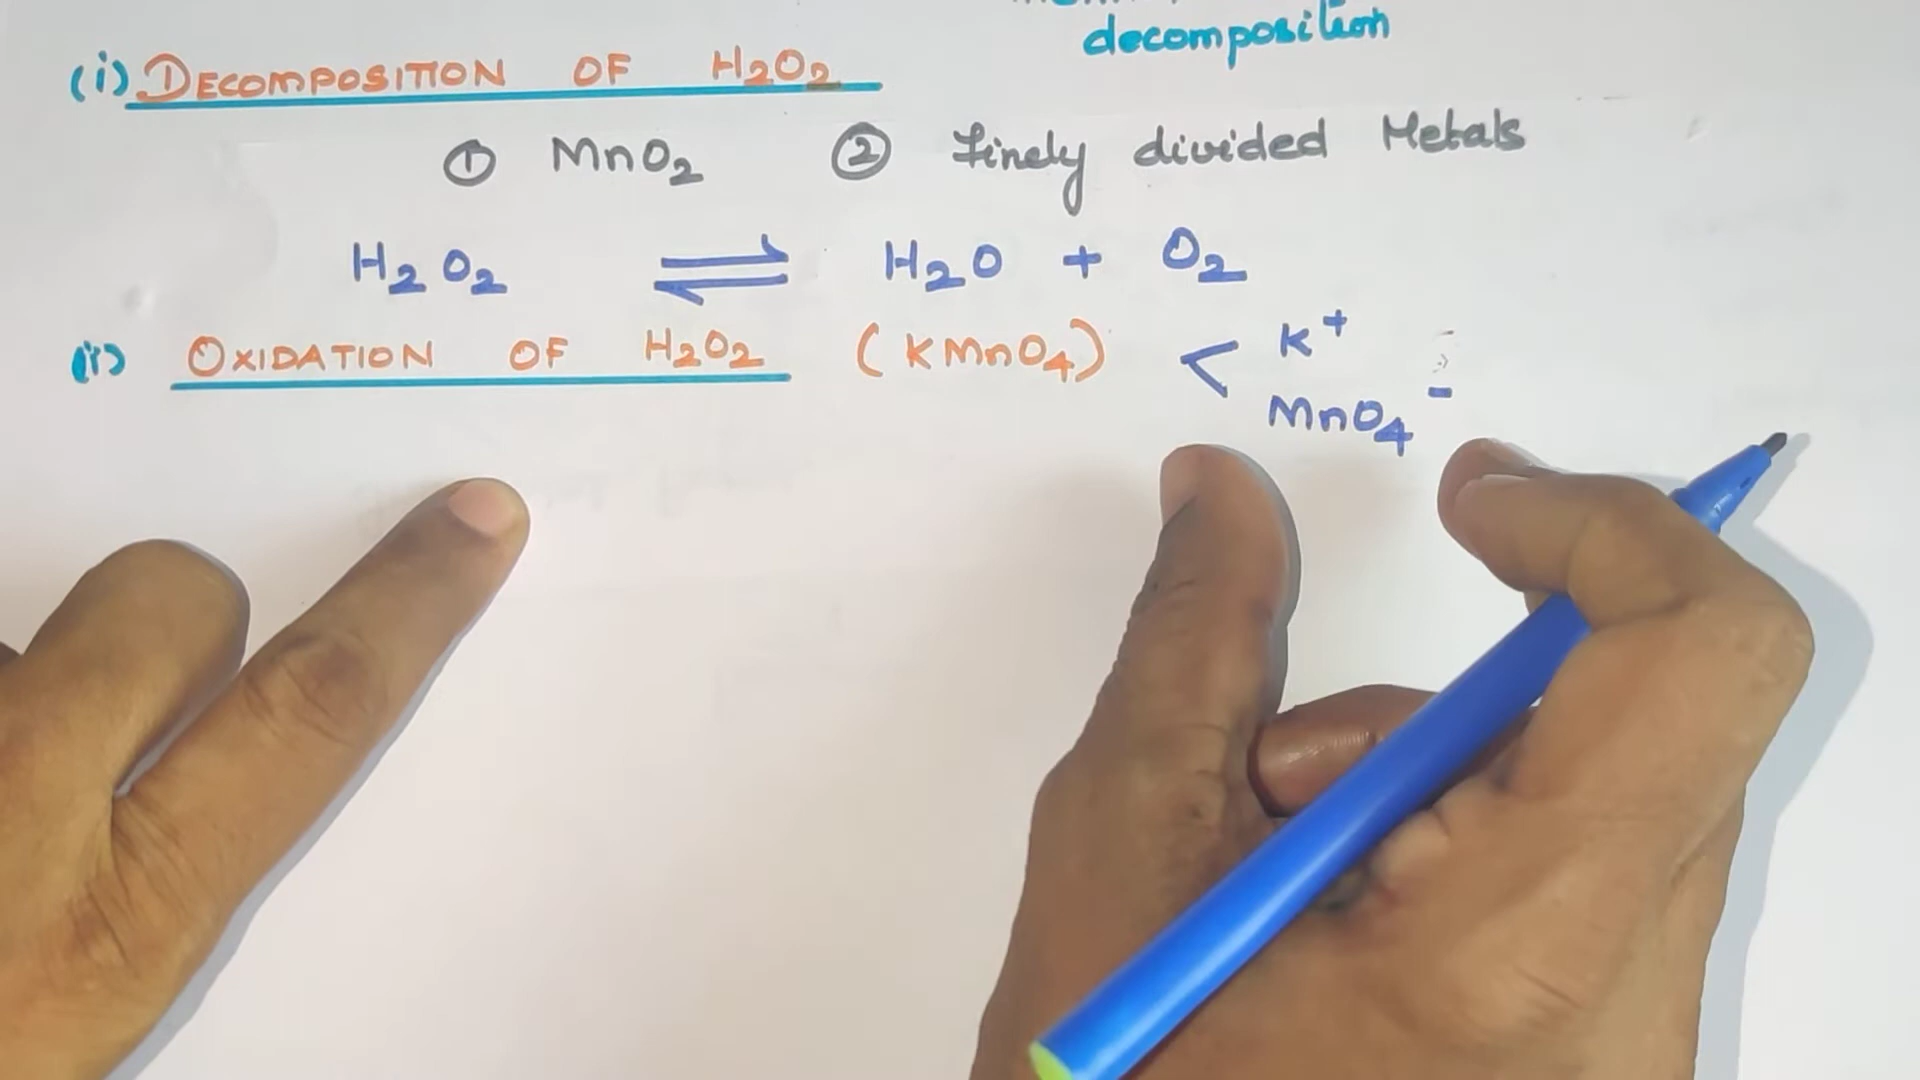 decomposition
(i) DECOMPOSITION OF H2O2
① MnO2 ② Finely divided Metals
H2O2 ⇌ H2O + O2
(ii) OXIDATION OF H2O2 (KMnO4) < K+
MnO4 -